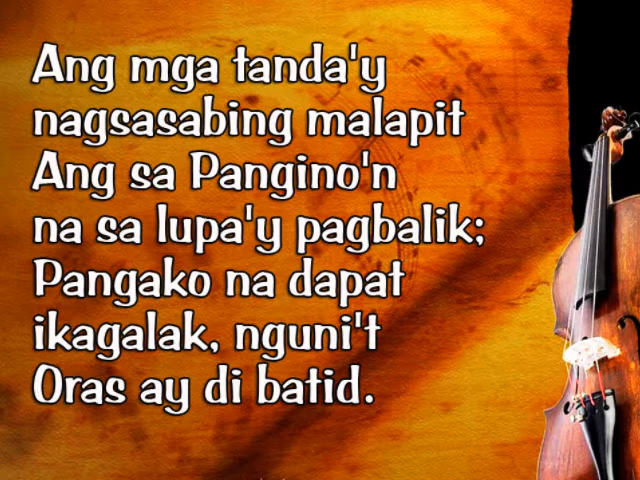 Ang mga tanda'y
nagsasabing malapit
Ang sa Pangino'n
na sa lupa'y pagbalik;
Pangako na dapat
ikagalak, nguni't
Oras ay di batid.